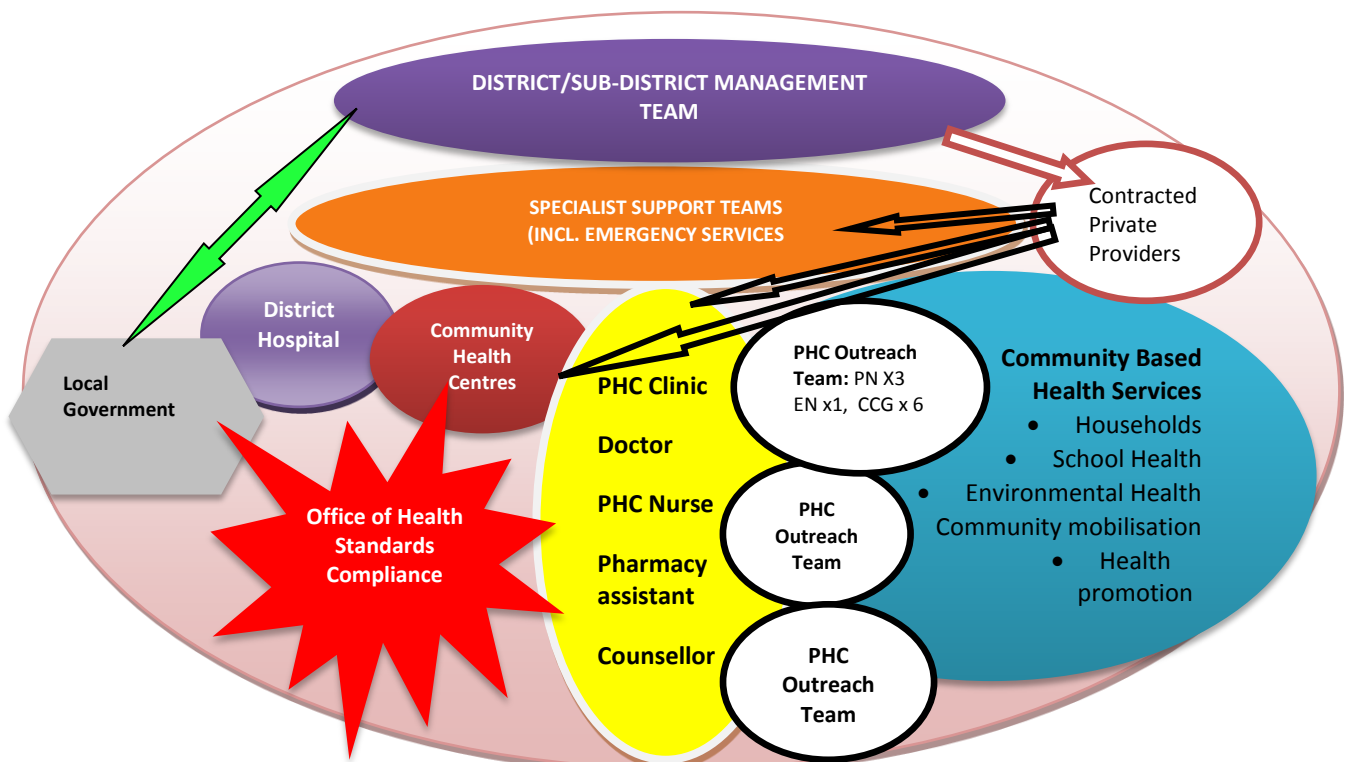 DISTRICT/SUB-DISTRICT MANAGEMENT
TEAM
SPECIALIST SUPPORT TEAMS
(INCL. EMERGENCY SERVICES
Contracted
Private
Providers
District
Hospital
Community
Health
Centres
Local
Government
Office of Health
Standards
Compliance
PHC Clinic
Doctor
PHC Nurse
Pharmacy
assistant
Counsellor
PHC Outreach
Team: PN X3
EN x1, CCG x 6
PHC
Outreach
Team
PHC
Outreach
Team
Community Based
Health Services
• Households
• School Health
• Environmental Health
Community mobilisation
• Health
promotion